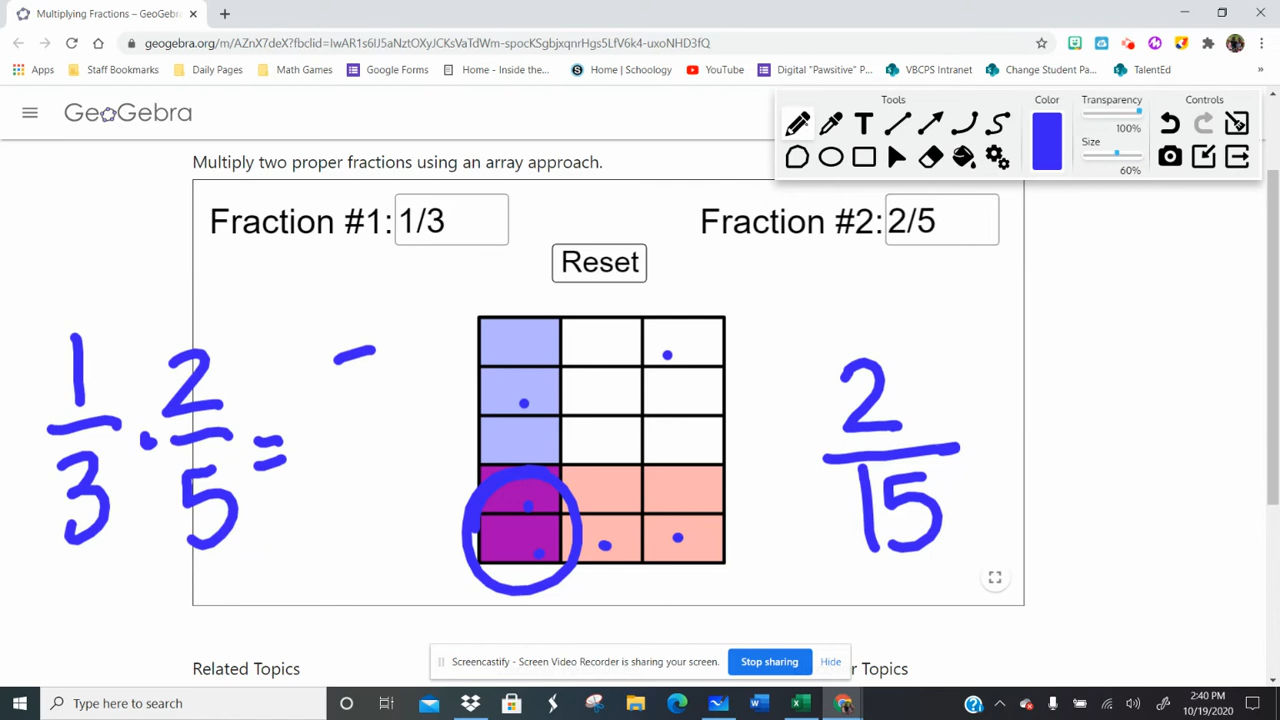 Multiplying Fractions – GeoGeb
geogebra.org/m/AZnX7deX?fbclid=
Apps Staff Bookmarks Daily Pages Math Games Google Forms Home - Inside the... Home | Schoology YouTube Digital "Pawsitive" P... VBCPS Intranet Change Student Pa... TalentEd
GeoGebra
Tools Color Transparency Controls
100%
Size
60%
T
Multiply two proper fractions using an array approach.
Fraction #1: 1/3 Fraction #2: 2/5
Reset
1/3 · 2/5 =
2/15
Related Topics
Screencastify - Screen Video Recorder is sharing your screen. Stop sharing Hide
r Topics
Type here to search
2:40 PM
10/19/2020